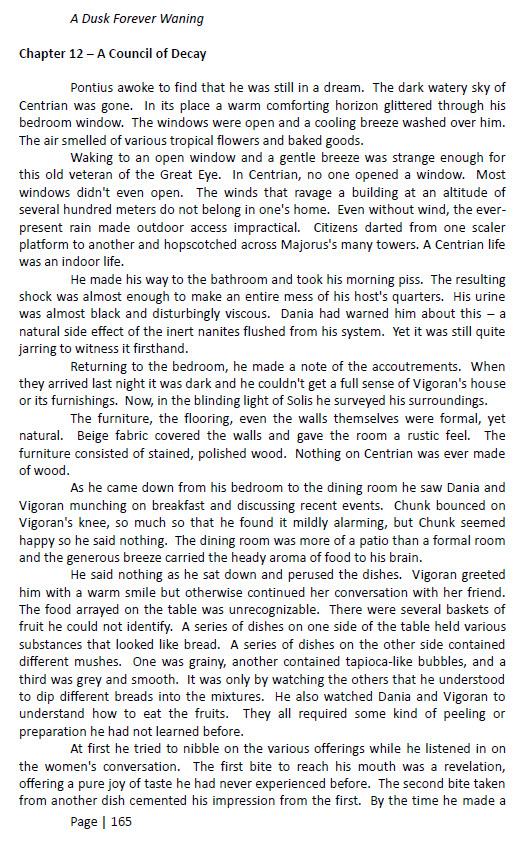 A Dusk Forever Waning
Chapter 12 – A Council of Decay
Pontius awoke to find that he was still in a dream. The dark watery sky of
Centrian was gone. In its place a warm comforting horizon glittered through his
bedroom window. The windows were open and a cooling breeze washed over him.
The air smelled of various tropical flowers and baked goods.
Waking to an open window and a gentle breeze was strange enough for
this old veteran of the Great Eye. In Centrian, no one opened a window. Most
windows didn't even open. The winds that ravage a building at an altitude of
several hundred meters do not belong in one's home. Even without wind, the ever-
present rain made outdoor access impractical. Citizens darted from one scaler
platform to another and hopscotched across Majorus's many towers. A Centrian life
was an indoor life.
He made his way to the bathroom and took his morning piss. The resulting
shock was almost enough to make an entire mess of his host's quarters. His urine
was almost black and disturbingly viscous. Dania had warned him about this – a
natural side effect of the inert nanites flushed from his system. Yet it was still quite
jarring to witness it firsthand.
Returning to the bedroom, he made a note of the accoutrements. When
they arrived last night it was dark and he couldn't get a full sense of Vigoran's house
or its furnishings. Now, in the blinding light of Solis he surveyed his surroundings.
The furniture, the flooring, even the walls themselves were formal, yet
natural. Beige fabric covered the walls and gave the room a rustic feel. The
furniture consisted of stained, polished wood. Nothing on Centrian was ever made
of wood.
As he came down from his bedroom to the dining room he saw Dania and
Vigoran munching on breakfast and discussing recent events. Chunk bounced on
Vigoran's knee, so much so that he found it mildly alarming, but Chunk seemed
happy so he said nothing. The dining room was more of a patio than a formal room
and the generous breeze carried the heady aroma of food to his brain.
He said nothing as he sat down and perused the dishes. Vigoran greeted
him with a warm smile but otherwise continued her conversation with her friend.
The food arrayed on the table was unrecognizable. There were several baskets of
fruit he could not identify. A series of dishes on one side of the table held various
substances that looked like bread. A series of dishes on the other side contained
different mushes. One was grainy, another contained tapioca-like bubbles, and a
third was grey and smooth. It was only by watching the others that he understood
to dip different breads into the mixtures. He also watched Dania and Vigoran to
understand how to eat the fruits. They all required some kind of peeling or
preparation he had not learned before.
At first he tried to nibble on the various offerings while he listened in on
the women's conversation. The first bite to reach his mouth was a revelation,
offering a pure joy of taste he had never experienced before. The second bite taken
from another dish cemented his impression from the first. By the time he made a
Page | 165